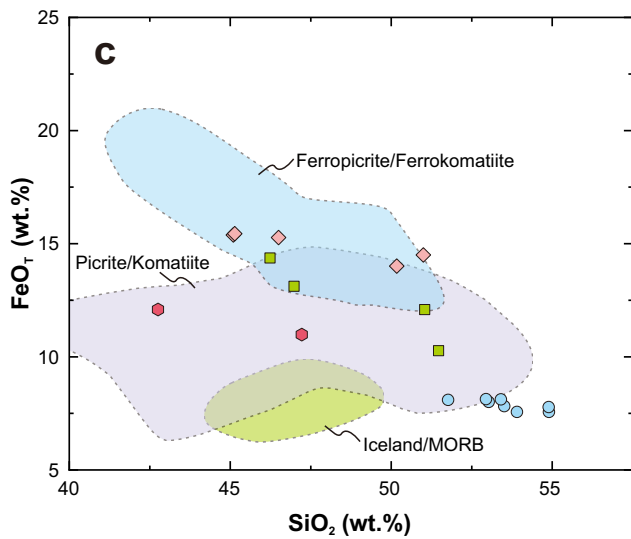 c
25
20
15
10
5
FeOT (wt.%)
Ferropicrite/Ferrokomatiite
Picrite/Komatiite
Iceland/MORB
40 45 50 55
SiO2 (wt.%)